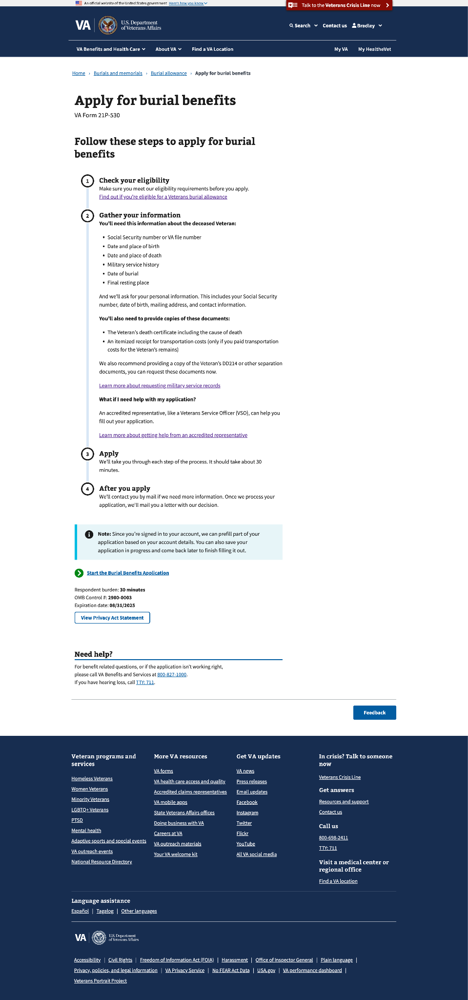 An official website of the United States government Here's how you know
Talk to the Veterans Crisis Line now
VA
U.S. Department
of Veterans Affairs
Search
Contact us
Bradley
VA Benefits and Health Care
About VA
Find a VA Location
My VA
My HealtheVet
Home › Burials and memorials › Burial allowance › Apply for burial benefits
Apply for burial benefits
VA Form 21P-530
Follow these steps to apply for burial
benefits
1
Check your eligibility
Make sure you meet our eligibility requirements before you apply.
Find out if you're eligible for a Veterans burial allowance
2
Gather your information
You'll need this information about the deceased Veteran:
• Social Security number or VA file number
• Date and place of birth
• Date and place of death
• Military service history
• Date of burial
• Final resting place
And we'll ask for your personal information. This includes your Social Security
number, date of birth, mailing address, and contact information.
You'll also need to provide copies of these documents:
• The Veteran's death certificate including the cause of death
• An itemized receipt for transportation costs (only if you paid transportation
costs for the Veteran's remains)
We also recommend providing a copy of the Veteran's DD214 or other separation
documents, you can request these documents now.
Learn more about requesting military service records
What if I need help with my application?
An accredited representative, like a Veterans Service Officer (VSO), can help you
fill out your application.
Learn more about getting help from an accredited representative
3
Apply
We'll take you through each step of the process. It should take about 30
minutes.
4
After you apply
We'll contact you by mail if we need more information. Once we process your
application, we'll mail you a letter with our decision.
Note: Since you're signed in to your account, we can prefill part of your
application based on your account details. You can also save your
application in progress and come back later to finish filling it out.
Start the Burial Benefits Application
Respondent burden: 30 minutes
OMB Control #: 2900-0003
Expiration date: 08/31/2025
View Privacy Act Statement
Need help?
For benefit related questions, or if the application isn't working right,
please call VA Benefits and Services at 800-827-1000.
If you have hearing loss, call TTY: 711.
Feedback
Veteran programs and
services
Homeless Veterans
Women Veterans
Minority Veterans
LGBTQ+ Veterans
PTSD
Mental health
Adaptive sports and special events
VA outreach events
National Resource Directory
More VA resources
VA forms
VA health care access and quality
Accredited claims representatives
VA mobile apps
State Veterans Affairs offices
Doing business with VA
Careers at VA
VA outreach materials
Your VA welcome kit
Get VA updates
VA news
Press releases
Email updates
Facebook
Instagram
Twitter
Flickr
YouTube
All VA social media
In crisis? Talk to someone
now
Veterans Crisis Line
Get answers
Resources and support
Contact us
Call us
800-698-2411
TTY: 711
Visit a medical center or
regional office
Find a VA location
Language assistance
Español | Tagalog | Other languages
VA
U.S. Department
of Veterans Affairs
Accessibility | Civil Rights | Freedom of Information Act (FOIA) | Harassment | Office of Inspector General | Plain language |
Privacy, policies, and legal information | VA Privacy Service | No FEAR Act Data | USA.gov | VA performance dashboard |
Veterans Portrait Project